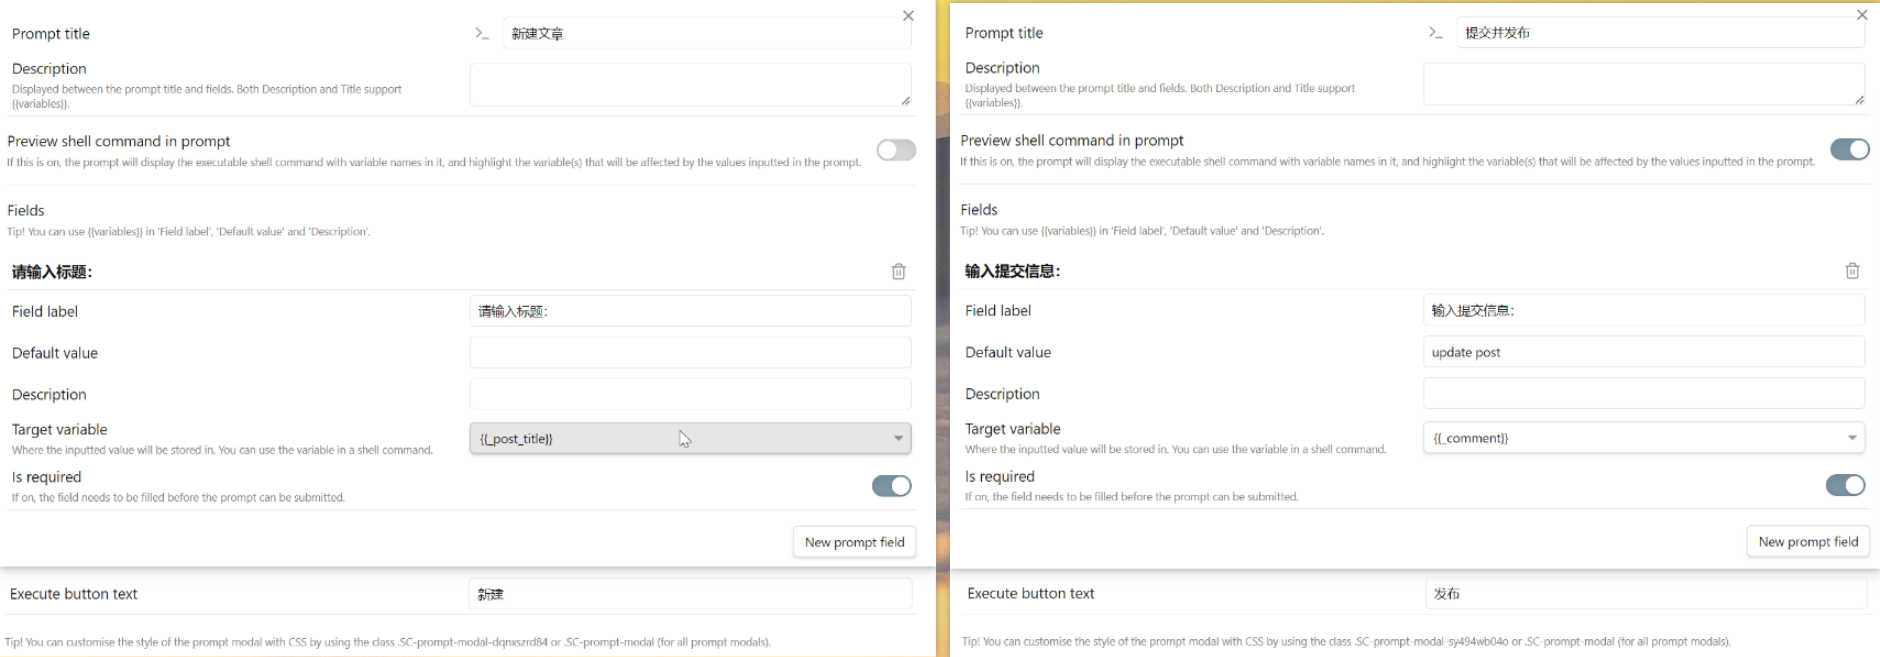 Prompt title
新建文章
Description
Displayed between the prompt title and fields. Both Description and Title support
{{variables}}.
Preview shell command in prompt
If this is on, the prompt will display the executable shell command with variable names in it, and highlight the variable(s) that will be affected by the values inputted in the prompt.
Fields
Tip! You can use {{variables}} in 'Field label', 'Default value' and 'Description'.
请输入标题：
Field label
请输入标题：
Default value
Description
Target variable
Where the inputted value will be stored in. You can use the variable in a shell command.
{{_post_title}}
Is required
If on, the field needs to be filled before the prompt can be submitted.
New prompt field
Execute button text
新建
Tip! You can customise the style of the prompt modal with CSS by using the class .SC-prompt-modal-dqnxszrd84 or .SC-prompt-modal (for all prompt modals).
Prompt title
提交并发布
Description
Displayed between the prompt title and fields. Both Description and Title support
{{variables}}.
Preview shell command in prompt
If this is on, the prompt will display the executable shell command with variable names in it, and highlight the variable(s) that will be affected by the values inputted in the prompt.
Fields
Tip! You can use {{variables}} in 'Field label', 'Default value' and 'Description'.
输入提交信息：
Field label
输入提交信息：
Default value
update post
Description
Target variable
Where the inputted value will be stored in. You can use the variable in a shell command.
{{_comment}}
Is required
If on, the field needs to be filled before the prompt can be submitted.
New prompt field
Execute button text
发布
Tip! You can customise the style of the prompt modal with CSS by using the class .SC-prompt-modal-sy494wb04o or .SC-prompt-modal (for all prompt modals).